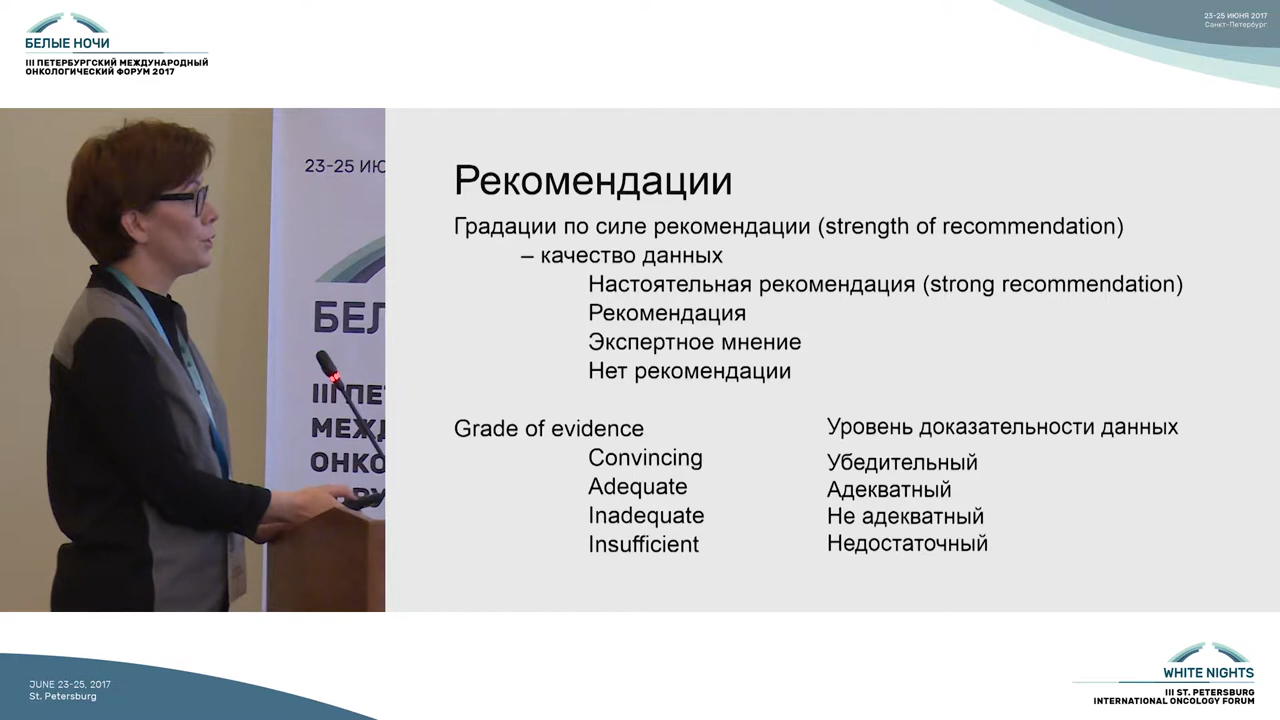 БЕЛЫЕ НОЧИ
III ПЕТЕРБУРГСКИЙ МЕЖДУНАРОДНЫЙ
ОНКОЛОГИЧЕСКИЙ ФОРУМ 2017
23-25 ИЮНЯ 2017
Санкт-Петербург
23-25 ИЮ
БЕЛ
III ПЕ
МЕЖД
ОНКО
Рекомендации
Градации по силе рекомендации (strength of recommendation)
– качество данных
Настоятельная рекомендация (strong recommendation)
Рекомендация
Экспертное мнение
Нет рекомендации
Grade of evidence
Convincing
Adequate
Inadequate
Insufficient
Уровень доказательности данных
Убедительный
Адекватный
Не адекватный
Недостаточный
JUNE 23-25, 2017
St. Petersburg
WHITE NIGHTS
III ST. PETERSBURG
INTERNATIONAL ONCOLOGY FORUM